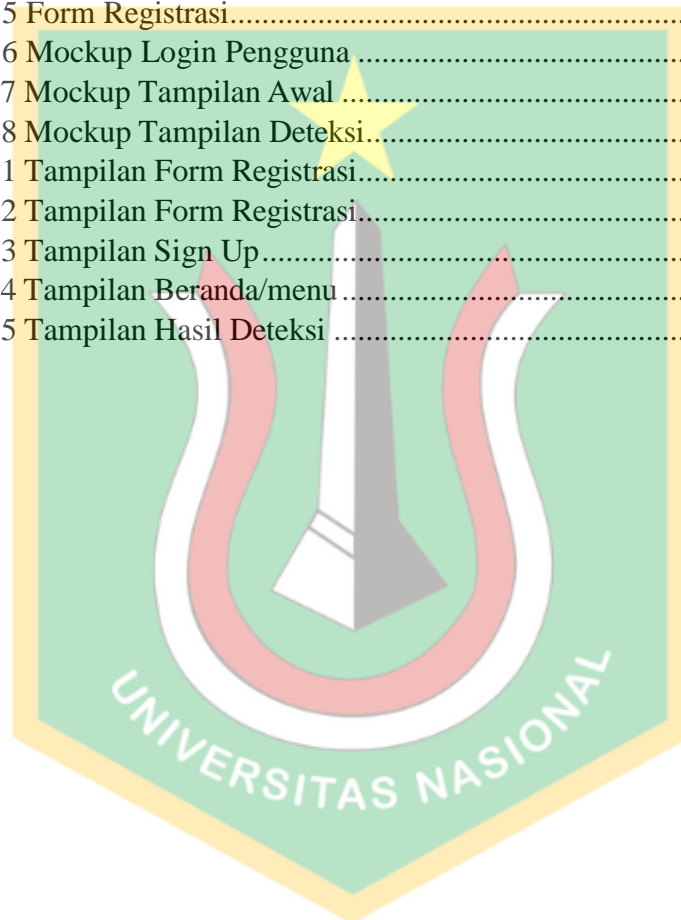 5 Form Registrasi..........................................................
6 Mockup Login Pengguna..........................................
7 Mockup Tampilan Awal............................................
8 Mockup Tampilan Deteksi.........................................
1 Tampilan Form Registrasi..........................................
2 Tampilan Form Registrasi..........................................
3 Tampilan Sign Up......................................................
4 Tampilan Beranda/menu............................................
5 Tampilan Hasil Deteksi.............................................
UNIVERSITAS NASIONAL